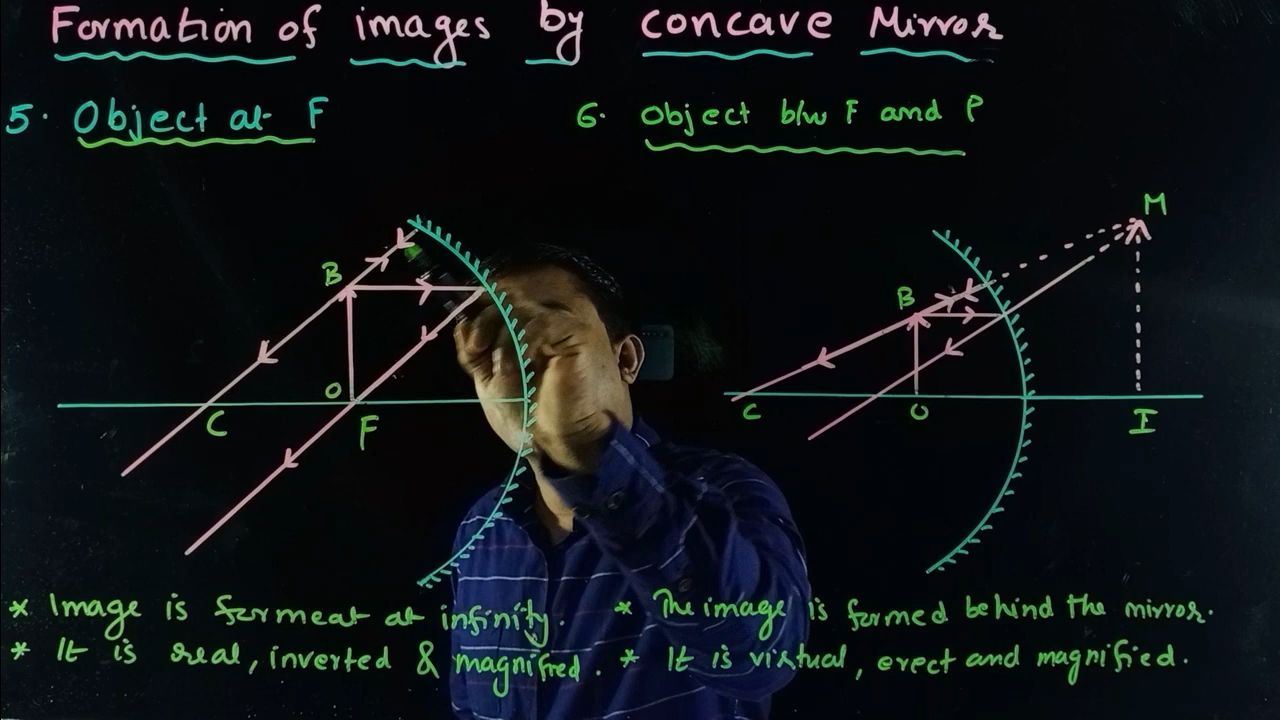 Formation of images by concave Mirror
5. Object at F
6. Object b/w F and P
B
O
C
F
M
B
C
O
I
* Image is formeat at infinity.
* It is real, inverted & magnified.
* The image is formed behind the mirror.
* It is virtual, erect and magnified.